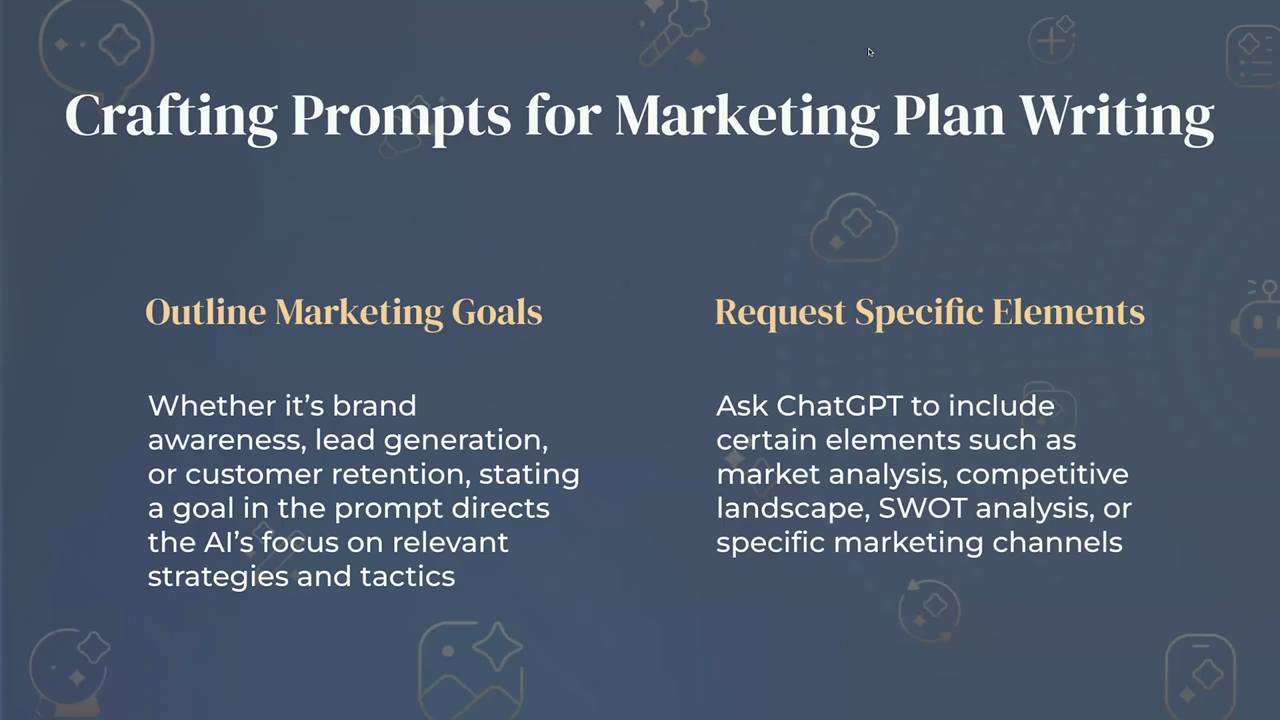 Crafting Prompts for Marketing Plan Writing
Outline Marketing Goals
Whether it’s brand
awareness, lead generation,
or customer retention, stating
a goal in the prompt directs
the AI’s focus on relevant
strategies and tactics
Request Specific Elements
Ask ChatGPT to include
certain elements such as
market analysis, competitive
landscape, SWOT analysis, or
specific marketing channels